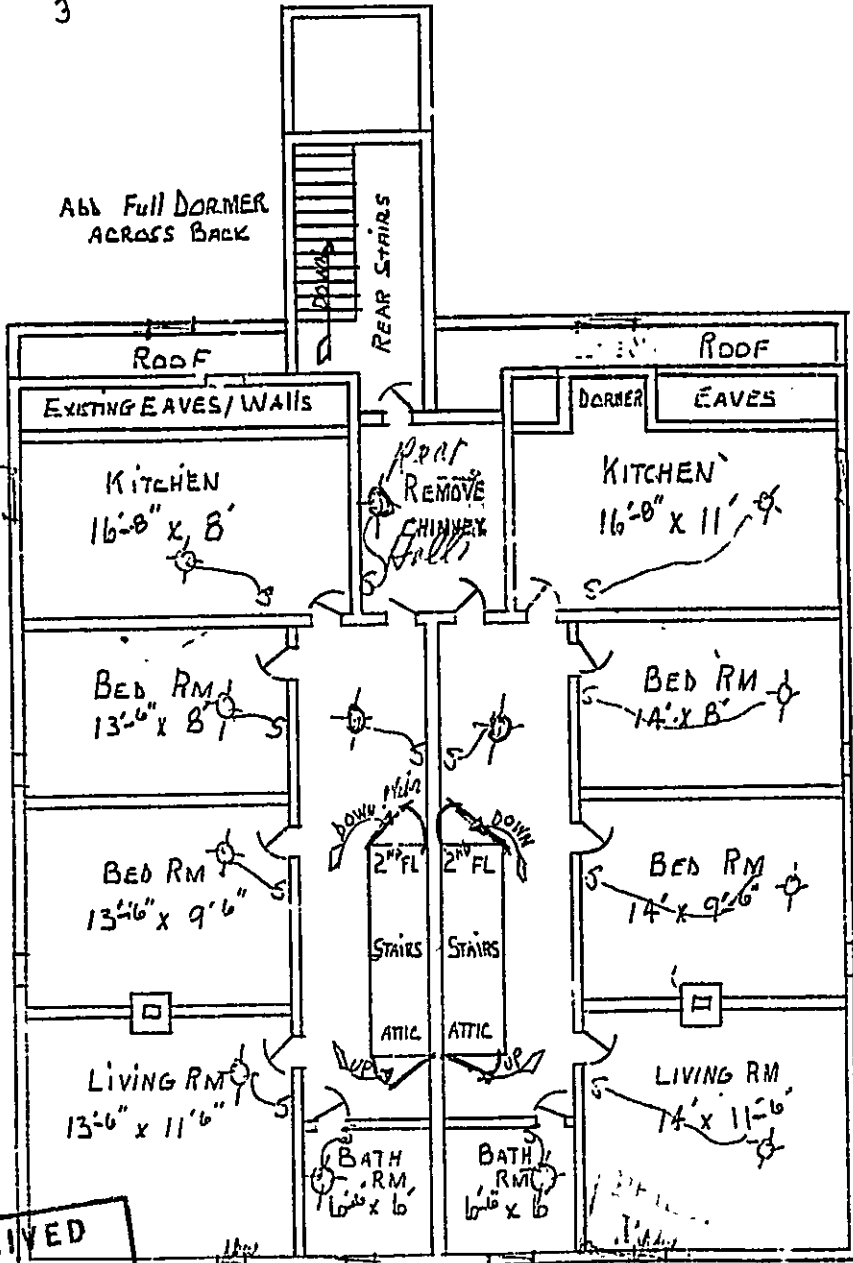 3
Add Full DORMER
ACROSS BACK
DOWN
REAR STAIRS
ROOF
ROOF
EXISTING EAVES/WALLS
DORMER
EAVES
KITCHEN
16'-8" x 8'
Rear
REMOVE
CHIMNEY
Hall
KITCHEN
16'-8" x 11'
S
S
S
BED RM
13'-6" x 8'
S
S
S
BED RM
14' x 8'
S
DOWN
DOWN
2ND FL
2ND FL
BED RM
13'-6" x 9'6"
S
STAIRS
STAIRS
BED RM
14' x 9'-6"
S
ATTIC
ATTIC
UP
UP
LIVING RM
13'-6" x 11'6"
S
LIVING RM
14' x 11'-6"
S
BATH
RM
6'-6" x 6'
BATH
RM
6'-6" x 6'
IVED